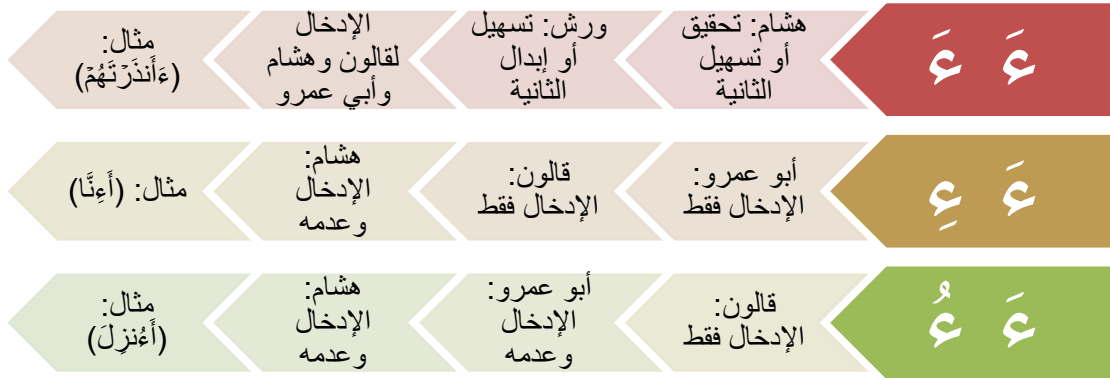 ءَ ءَ
هشام: تحقيق
أو تسهيل
الثانية
ورش: تسهيل
أو إبدال
الثانية
الإدخال
لقالون وهشام
وأبي عمرو
مثال:
(ءَأَنذَرۡتَهُمۡ)
ءَ ءِ
أبو عمرو:
الإدخال فقط
قالون:
الإدخال فقط
هشام:
الإدخال
وعدمه
مثال: (أَءِنَّا)
ءَ ءُ
قالون:
الإدخال فقط
أبو عمرو:
الإدخال
وعدمه
هشام:
الإدخال
وعدمه
مثال:
(أَءُنزِلَ)